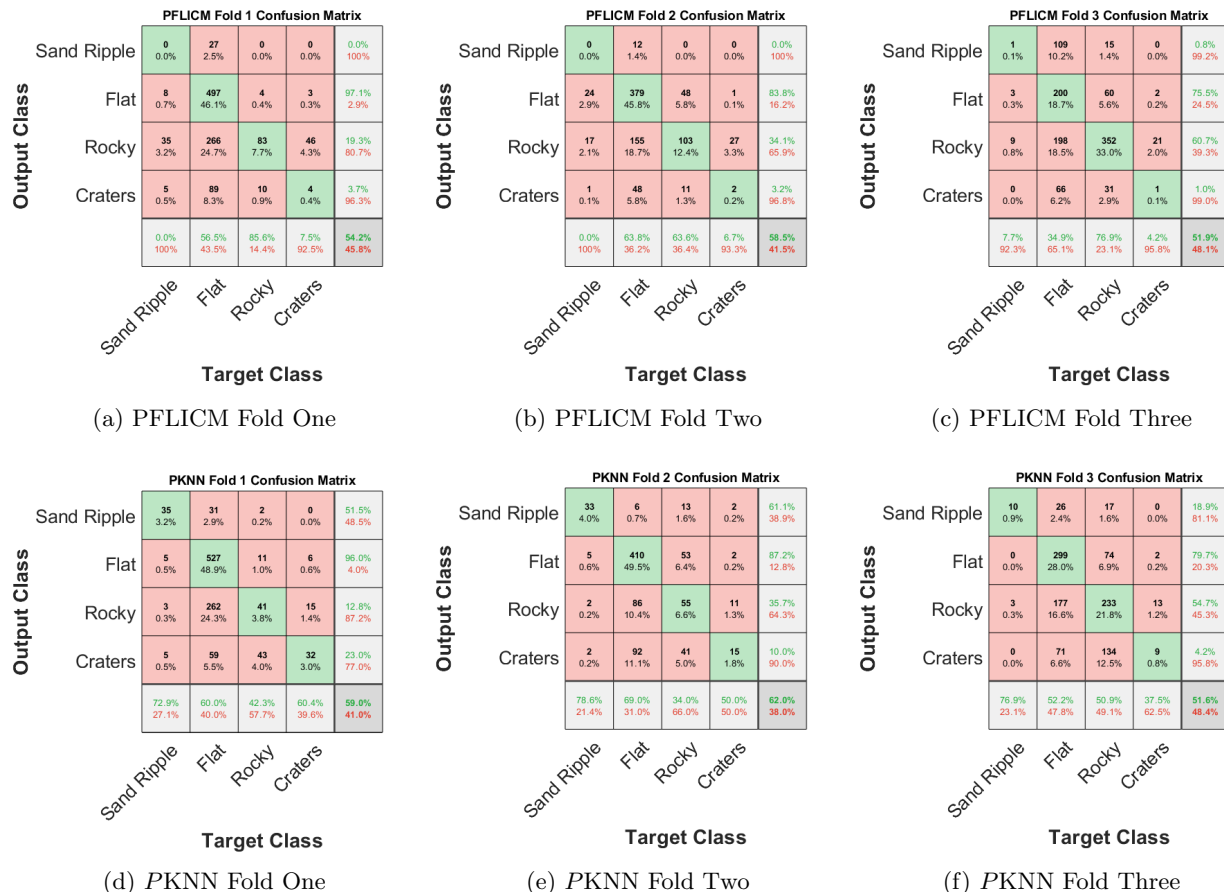 PFLICM Fold 1 Confusion Matrix
Output Class
Sand Ripple 0 27 0 0 0.0%
0.0% 2.5% 0.0% 0.0% 100%
Flat 8 497 4 3 97.1%
0.7% 46.1% 0.4% 0.3% 2.9%
Rocky 35 266 83 46 19.3%
3.2% 24.7% 7.7% 4.3% 80.7%
Craters 5 89 10 4 3.7%
0.5% 8.3% 0.9% 0.4% 96.3%
0.0% 56.5% 85.6% 7.5% 54.2%
100% 43.5% 14.4% 92.5% 45.8%
Sand Ripple Flat Rocky Craters
Target Class
(a) PFLICM Fold One
PFLICM Fold 2 Confusion Matrix
Output Class
Sand Ripple 0 12 0 0 0.0%
0.0% 1.4% 0.0% 0.0% 100%
Flat 24 379 48 1 83.8%
2.9% 45.8% 5.8% 0.1% 16.2%
Rocky 17 155 103 27 34.1%
2.1% 18.7% 12.4% 3.3% 65.9%
Craters 1 48 11 2 3.2%
0.1% 5.8% 1.3% 0.2% 96.8%
0.0% 63.8% 63.6% 6.7% 58.5%
100% 36.2% 36.4% 93.3% 41.5%
Sand Ripple Flat Rocky Craters
Target Class
(b) PFLICM Fold Two
PFLICM Fold 3 Confusion Matrix
Output Class
Sand Ripple 1 109 15 0 0.8%
0.1% 10.2% 1.4% 0.0% 99.2%
Flat 3 200 60 2 75.5%
0.3% 18.7% 5.6% 0.2% 24.5%
Rocky 9 198 352 21 60.7%
0.8% 18.5% 33.0% 2.0% 39.3%
Craters 0 66 31 1 1.0%
0.0% 6.2% 2.9% 0.1% 99.0%
7.7% 34.9% 76.9% 4.2% 51.9%
92.3% 65.1% 23.1% 95.8% 48.1%
Sand Ripple Flat Rocky Craters
Target Class
(c) PFLICM Fold Three
PKNN Fold 1 Confusion Matrix
Output Class
Sand Ripple 35 31 2 0 51.5%
3.2% 2.9% 0.2% 0.0% 48.5%
Flat 5 527 11 6 96.0%
0.5% 48.9% 1.0% 0.6% 4.0%
Rocky 3 262 41 15 12.8%
0.3% 24.3% 3.8% 1.4% 87.2%
Craters 5 59 43 32 23.0%
0.5% 5.5% 4.0% 3.0% 77.0%
72.9% 60.0% 42.3% 60.4% 59.0%
27.1% 40.0% 57.7% 39.6% 41.0%
Sand Ripple Flat Rocky Craters
Target Class
(d) PKNN Fold One
PKNN Fold 2 Confusion Matrix
Output Class
Sand Ripple 33 6 13 2 61.1%
4.0% 0.7% 1.6% 0.2% 38.9%
Flat 5 410 53 2 87.2%
0.6% 49.5% 6.4% 0.2% 12.8%
Rocky 2 86 55 11 35.7%
0.2% 10.4% 6.6% 1.3% 64.3%
Craters 2 92 41 15 10.0%
0.2% 11.1% 5.0% 1.8% 90.0%
78.6% 69.0% 34.0% 50.0% 62.0%
21.4% 31.0% 66.0% 50.0% 38.0%
Sand Ripple Flat Rocky Craters
Target Class
(e) PKNN Fold Two
PKNN Fold 3 Confusion Matrix
Output Class
Sand Ripple 10 26 17 0 18.9%
0.9% 2.4% 1.6% 0.0% 81.1%
Flat 0 299 74 2 79.7%
0.0% 28.0% 6.9% 0.2% 20.3%
Rocky 3 177 233 13 54.7%
0.3% 16.6% 21.8% 1.2% 45.3%
Craters 0 71 134 9 4.2%
0.0% 6.6% 12.5% 0.8% 95.8%
76.9% 52.2% 50.9% 37.5% 51.6%
23.1% 47.8% 49.1% 62.5% 48.4%
Sand Ripple Flat Rocky Craters
Target Class
(f) PKNN Fold Three